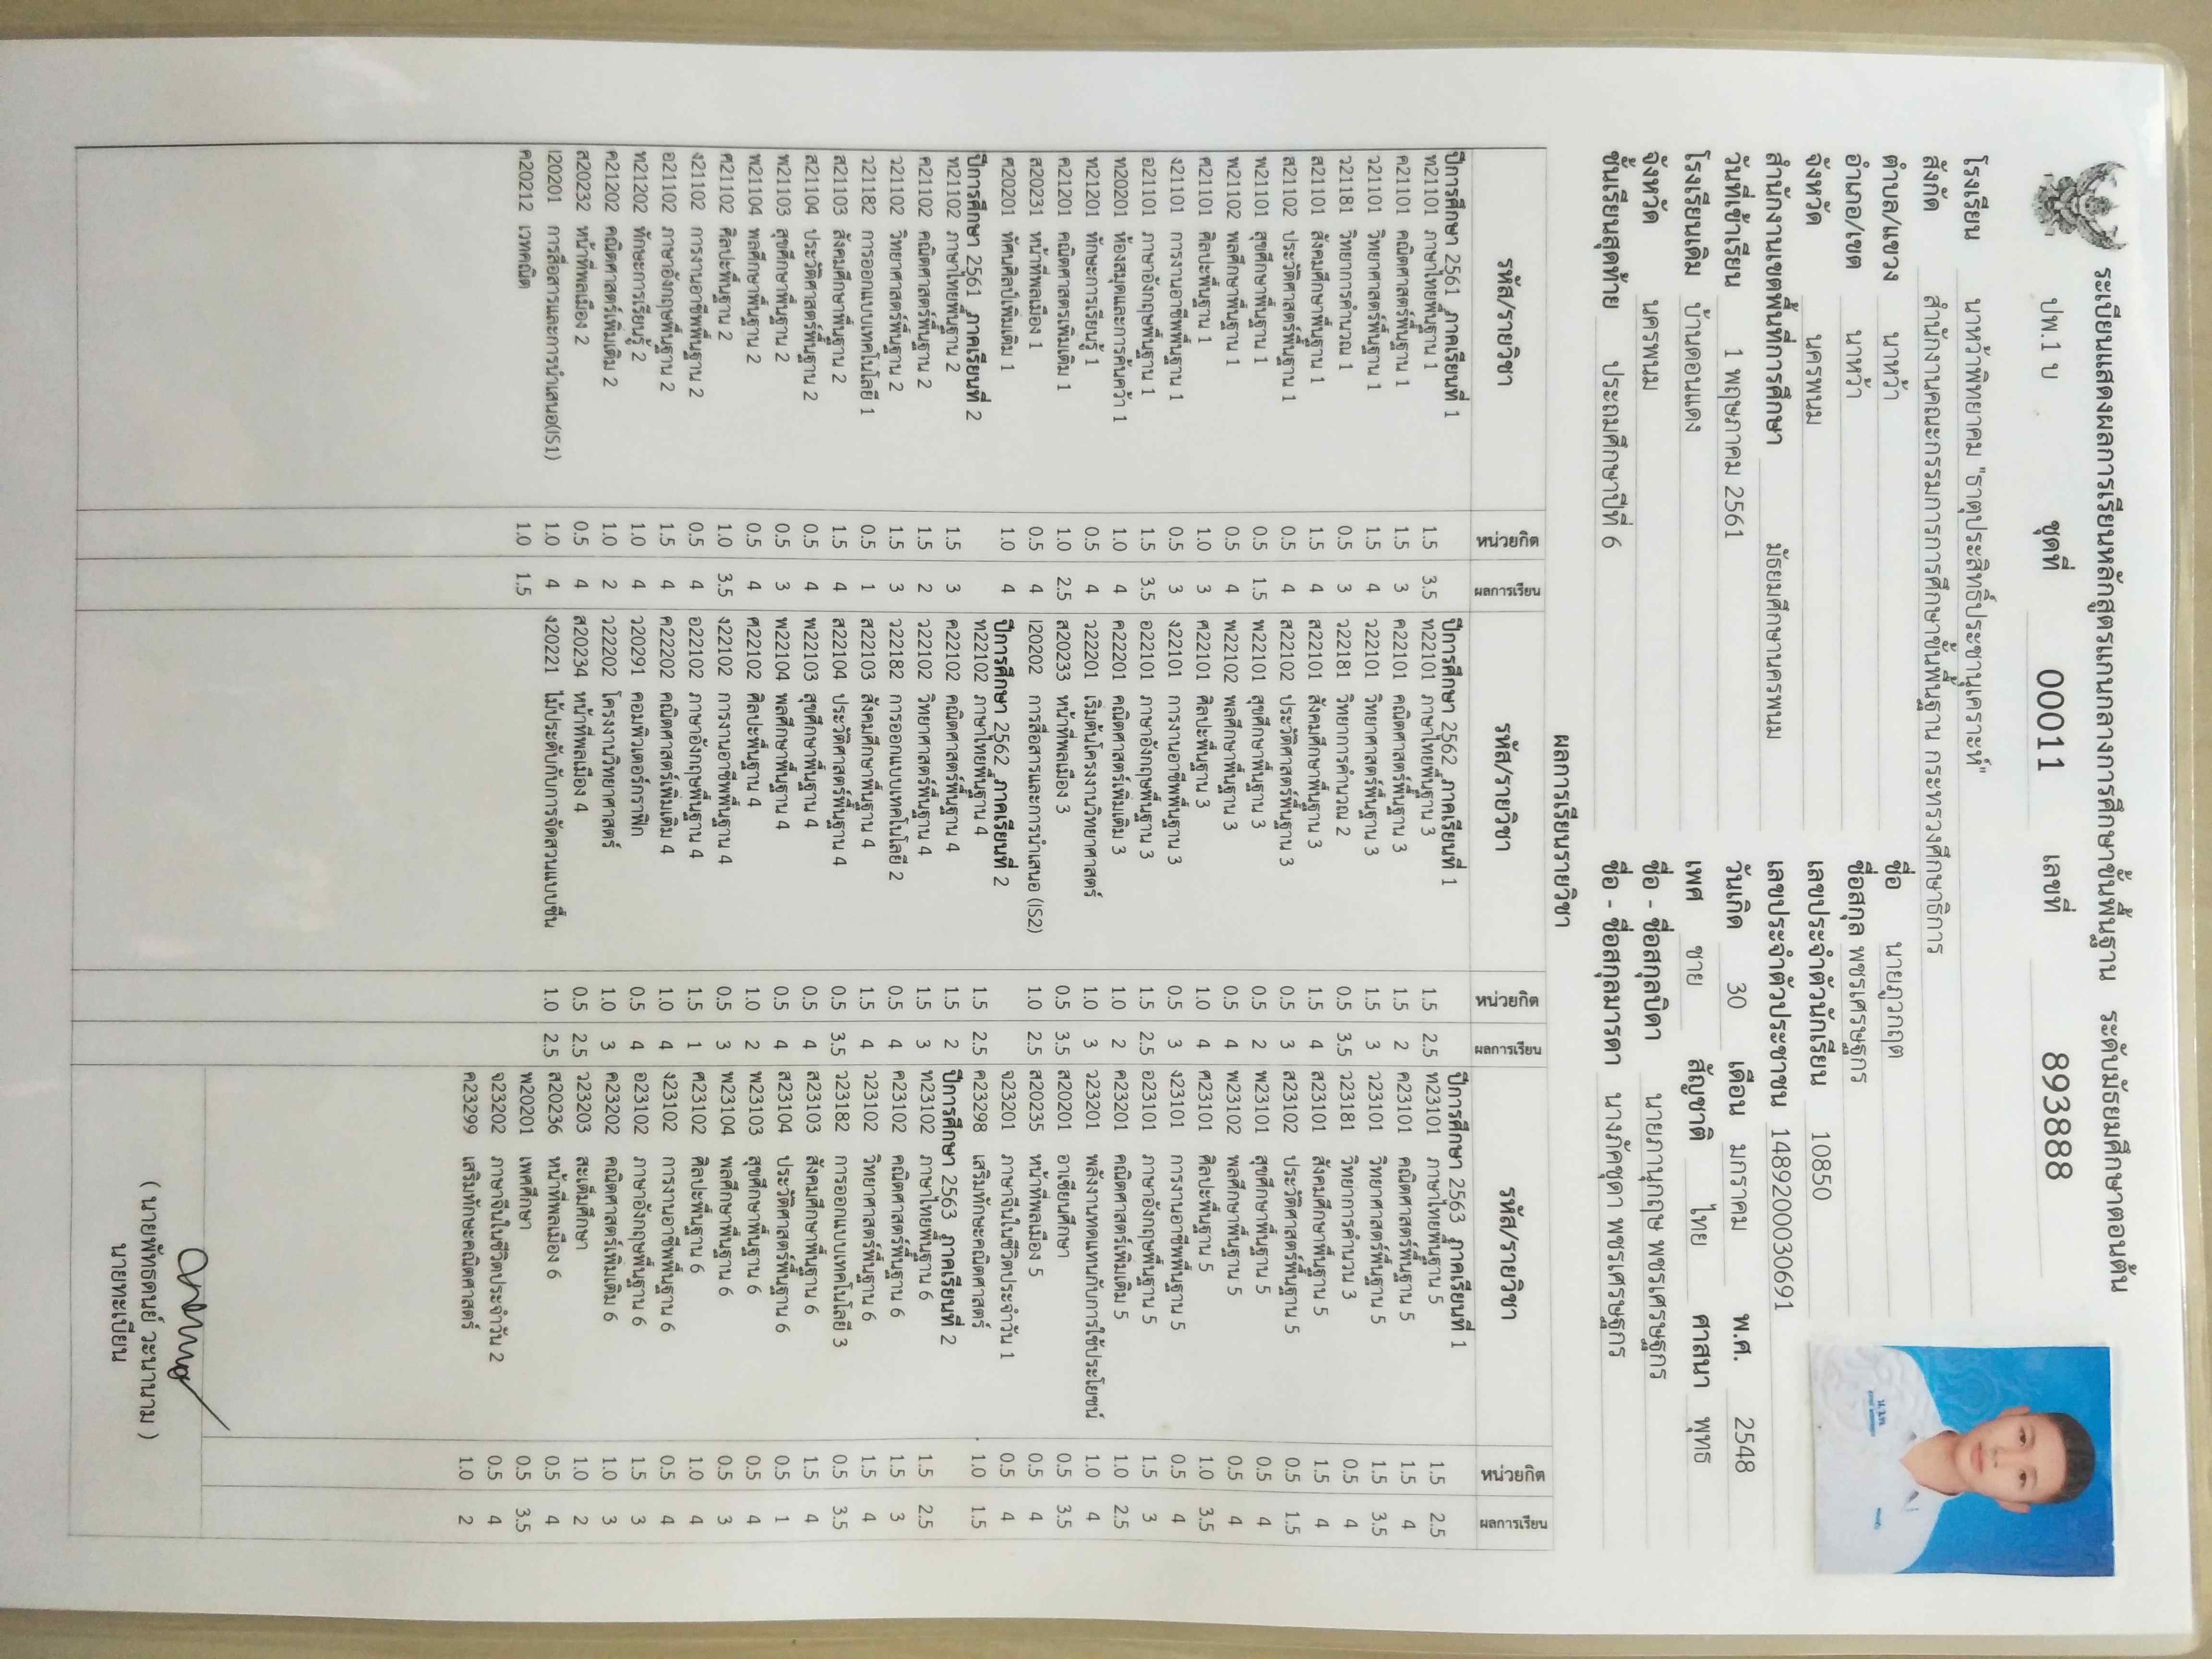 ระเบียนแสดงผลการเรียนหลักสูตรแกนกลางการศึกษาขั้นพื้นฐาน ระดับมัธยมศึกษาตอนต้น
ปพ.1 บ ชุดที่ 00011 เลขที่ 893888
โรงเรียน นาหว้าพิทยาคม "ธาตุประสิทธิ์ประชานุเคราะห์"
สังกัด สำนักงานคณะกรรมการการศึกษาขั้นพื้นฐาน กระทรวงศึกษาธิการ
ตำบล/แขวง นาหว้า
อำเภอ/เขต นาหว้า
จังหวัด นครพนม
สำนักงานเขตพื้นที่การศึกษา มัธยมศึกษานครพนม
วันที่เข้าเรียน 1 พฤษภาคม 2561
โรงเรียนเดิม บ้านดอนแดง
จังหวัด นครพนม
ชั้นเรียนสุดท้าย ประถมศึกษาปีที่ 6
ชื่อ นายภูวกฤต
ชื่อสกุล พชรเศรษฐกร
เลขประจำตัวนักเรียน 10850
เลขประจำตัวประชาชน 1489200030691
วันเกิด 30 เดือน มกราคม พ.ศ. 2548
เพศ ชาย สัญชาติ ไทย ศาสนา พุทธ
ชื่อ - ชื่อสกุลบิดา นายภานุกฤษ พชรเศรษฐกร
ชื่อ - ชื่อสกุลมารดา นางภัคชุดา พชรเศรษฐกร
ผลการเรียนรายวิชา
รหัส/รายวิชา หน่วยกิต ผลการเรียน
ปีการศึกษา 2561 ภาคเรียนที่ 1
ท21101 ภาษาไทยพื้นฐาน 1 1.5 3.5
ค21101 คณิตศาสตร์พื้นฐาน 1 1.5 3
ว21101 วิทยาศาสตร์พื้นฐาน 1 1.5 4
ว21181 วิทยาการคำนวณ 1 0.5 3
ส21101 สังคมศึกษาพื้นฐาน 1 1.5 4
ส21102 ประวัติศาสตร์พื้นฐาน 1 0.5 4
พ21101 สุขศึกษาพื้นฐาน 1 0.5 1.5
พ21102 พลศึกษาพื้นฐาน 1 0.5 4
ศ21101 ศิลปะพื้นฐาน 1 1.0 3
ง21101 การงานอาชีพพื้นฐาน 1 0.5 3
อ21101 ภาษาอังกฤษพื้นฐาน 1 1.5 3.5
ท20201 ห้องสมุดและการค้นคว้า 1 1.0 4
ท21201 ทักษะการเรียนรู้ 1 0.5 4
ค21201 คณิตศาสตรเพิ่มเติม 1 1.0 2.5
ส20231 หน้าที่พลเมือง 1 0.5 4
ศ20201 ทัศนศิลป์เพิ่มเติม 1 1.0 4
ปีการศึกษา 2561 ภาคเรียนที่ 2
ท21102 ภาษาไทยพื้นฐาน 2 1.5 3
ค21102 คณิตศาสตร์พื้นฐาน 2 1.5 2
ว21102 วิทยาศาสตร์พื้นฐาน 2 1.5 3
ว21182 การออกแบบเทคโนโลยี 1 0.5 1
ส21103 สังคมศึกษาพื้นฐาน 2 1.5 4
ส21104 ประวัติศาสตร์พื้นฐาน 2 0.5 4
พ21103 สุขศึกษาพื้นฐาน 2 0.5 3
พ21104 พลศึกษาพื้นฐาน 2 0.5 4
ศ21102 ศิลปะพื้นฐาน 2 1.0 3.5
ง21102 การงานอาชีพพื้นฐาน 2 0.5 4
อ21102 ภาษาอังกฤษพื้นฐาน 2 1.5 4
ท21202 ทักษะการเรียนรู้ 2 1.0 4
ค21202 คณิตศาสตร์เพิ่มเติม 2 1.0 2
ส20232 หน้าที่พลเมือง 2 0.5 4
I20201 การสื่อสารและการนำเสนอ(IS1) 1.0 4
ค20212 เวทคณิต 1.0 1.5
รหัส/รายวิชา หน่วยกิต ผลการเรียน
ปีการศึกษา 2562 ภาคเรียนที่ 1
ท22101 ภาษาไทยพื้นฐาน 3 1.5 2.5
ค22101 คณิตศาสตร์พื้นฐาน 3 1.5 2
ว22101 วิทยาศาสตร์พื้นฐาน 3 1.5 3
ว22181 วิทยาการคำนวณ 2 0.5 3.5
ส22101 สังคมศึกษาพื้นฐาน 3 1.5 4
ส22102 ประวัติศาสตร์พื้นฐาน 3 0.5 3
พ22101 สุขศึกษาพื้นฐาน 3 0.5 2
พ22102 พลศึกษาพื้นฐาน 3 0.5 4
ศ22101 ศิลปะพื้นฐาน 3 1.0 4
ง22101 การงานอาชีพพื้นฐาน 3 0.5 3
อ22101 ภาษาอังกฤษพื้นฐาน 3 1.5 2.5
ค22201 คณิตศาสตร์เพิ่มเติม 3 1.0 2
ว22201 เริ่มต้นโครงงานวิทยาศาสตร์ 1.0 3
ส20233 หน้าที่พลเมือง 3 0.5 3.5
I20202 การสื่อสารและการนำเสนอ (IS2) 1.0 2.5
ปีการศึกษา 2562 ภาคเรียนที่ 2
ท22102 ภาษาไทยพื้นฐาน 4 1.5 2.5
ค22102 คณิตศาสตร์พื้นฐาน 4 1.5 2
ว22102 วิทยาศาสตร์พื้นฐาน 4 1.5 3
ว22182 การออกแบบเทคโนโลยี 2 0.5 4
ส22103 สังคมศึกษาพื้นฐาน 4 1.5 4
ส22104 ประวัติศาสตร์พื้นฐาน 4 0.5 3.5
พ22103 สุขศึกษาพื้นฐาน 4 0.5 4
พ22104 พลศึกษาพื้นฐาน 4 0.5 4
ศ22102 ศิลปะพื้นฐาน 4 1.0 2
ง22102 การงานอาชีพพื้นฐาน 4 0.5 3
อ22102 ภาษาอังกฤษพื้นฐาน 4 1.5 1
ค22202 คณิตศาสตร์เพิ่มเติม 4 1.0 4
ว20291 คอมพิวเตอร์กราฟิก 0.5 4
ว22202 โครงงานวิทยาศาสตร์ 1.0 3
ส20234 หน้าที่พลเมือง 4 0.5 2.5
ง20221 ไม้ประดับกับการจัดสวนแบบชื้น 1.0 2.5
รหัส/รายวิชา หน่วยกิต ผลการเรียน
ปีการศึกษา 2563 ภาคเรียนที่ 1
ท23101 ภาษาไทยพื้นฐาน 5 1.5 2.5
ค23101 คณิตศาสตร์พื้นฐาน 5 1.5 4
ว23101 วิทยาศาสตร์พื้นฐาน 5 1.5 3.5
ว23181 วิทยาการคำนวน 3 0.5 4
ส23101 สังคมศึกษาพื้นฐาน 5 1.5 4
ส23102 ประวัติศาสตร์พื้นฐาน 5 0.5 1.5
พ23101 สุขศึกษาพื้นฐาน 5 0.5 4
พ23102 พลศึกษาพื้นฐาน 5 0.5 4
ศ23101 ศิลปะพื้นฐาน 5 1.0 3.5
ง23101 การงานอาชีพพื้นฐาน 5 0.5 4
อ23101 ภาษาอังกฤษพื้นฐาน 5 1.5 3
ค23201 คณิตศาสตร์เพิ่มเติม 5 1.0 2.5
ว23201 พลังงานทดแทนกับการใช้ประโยชน์ 1.0 4
ส20201 อาเซียนศึกษา 0.5 3.5
ส20225 หน้าที่พลเมือง 5 0.5 4
จ23201 ภาษาจีนในชีวิตประจำวัน 1 0.5 4
ค23298 เสริมทักษะคณิตศาสตร์ 1.0 1.5
ปีการศึกษา 2563 ภาคเรียนที่ 2
ท23102 ภาษาไทยพื้นฐาน 6 1.5 2.5
ค23102 คณิตศาสตร์พื้นฐาน 6 1.5 3
ว23102 วิทยาศาสตร์พื้นฐาน 6 1.5 4
ว23182 การออกแบบเทคโนโลยี 3 0.5 3.5
ส23103 สังคมศึกษาพื้นฐาน 6 1.5 4
ส23104 ประวัติศาสตร์พื้นฐาน 6 0.5 1
พ23103 สุขศึกษาพื้นฐาน 6 0.5 4
พ23104 พลศึกษาพื้นฐาน 6 0.5 3
ศ23102 ศิลปะพื้นฐาน 6 1.0 4
ง23102 การงานอาชีพพื้นฐาน 6 0.5 4
อ23102 ภาษาอังกฤษพื้นฐาน 6 1.5 3
ค23202 คณิตศาสตร์เพิ่มเติม 6 1.0 3
ว23203 สะเต็มศึกษา 1.0 2
ส20236 หน้าที่พลเมือง 6 0.5 4
พ20201 เพศศึกษา 0.5 3.5
จ23202 ภาษาจีนในชีวิตประจำวัน 2 0.5 4
ค23299 เสริมทักษะคณิตศาสตร์ 1.0 2
( นายพัทธดนย์ วะนานาม )
นายทะเบียน